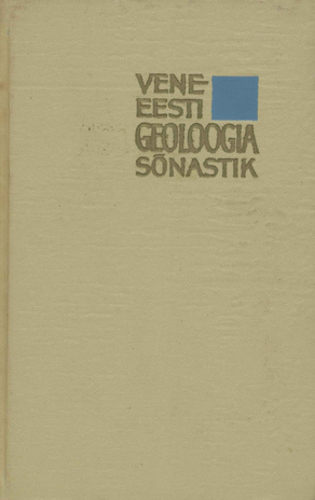 VENE-
EESTI
GEOLOOGIA
SÕNASTIK